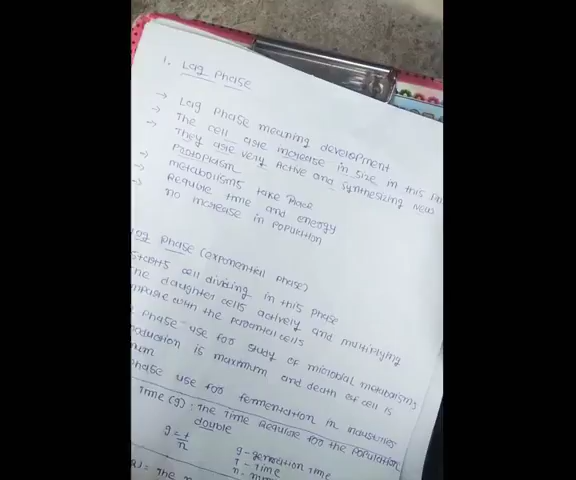 1. Lag Phase
→ Lag Phase meaning development
→ The cell are increase in size in this
→ They are very Active and synthesizing new
Protoplasm
→ metabolisms take Place
→ Require time and energy
→ no increase in Population
Log Phase (exponential Phase)
starts cell dividing in this Phase
The daughter cells actively and multiplying
with the parental cells
Phase - use for study of microbial metabolisms
is maximum and death of cell is
Phase use for fermentation in industries
Time (g) : The Time Require for the Population
double
g = t/n
g - generation Time
T - Time
n -
= The